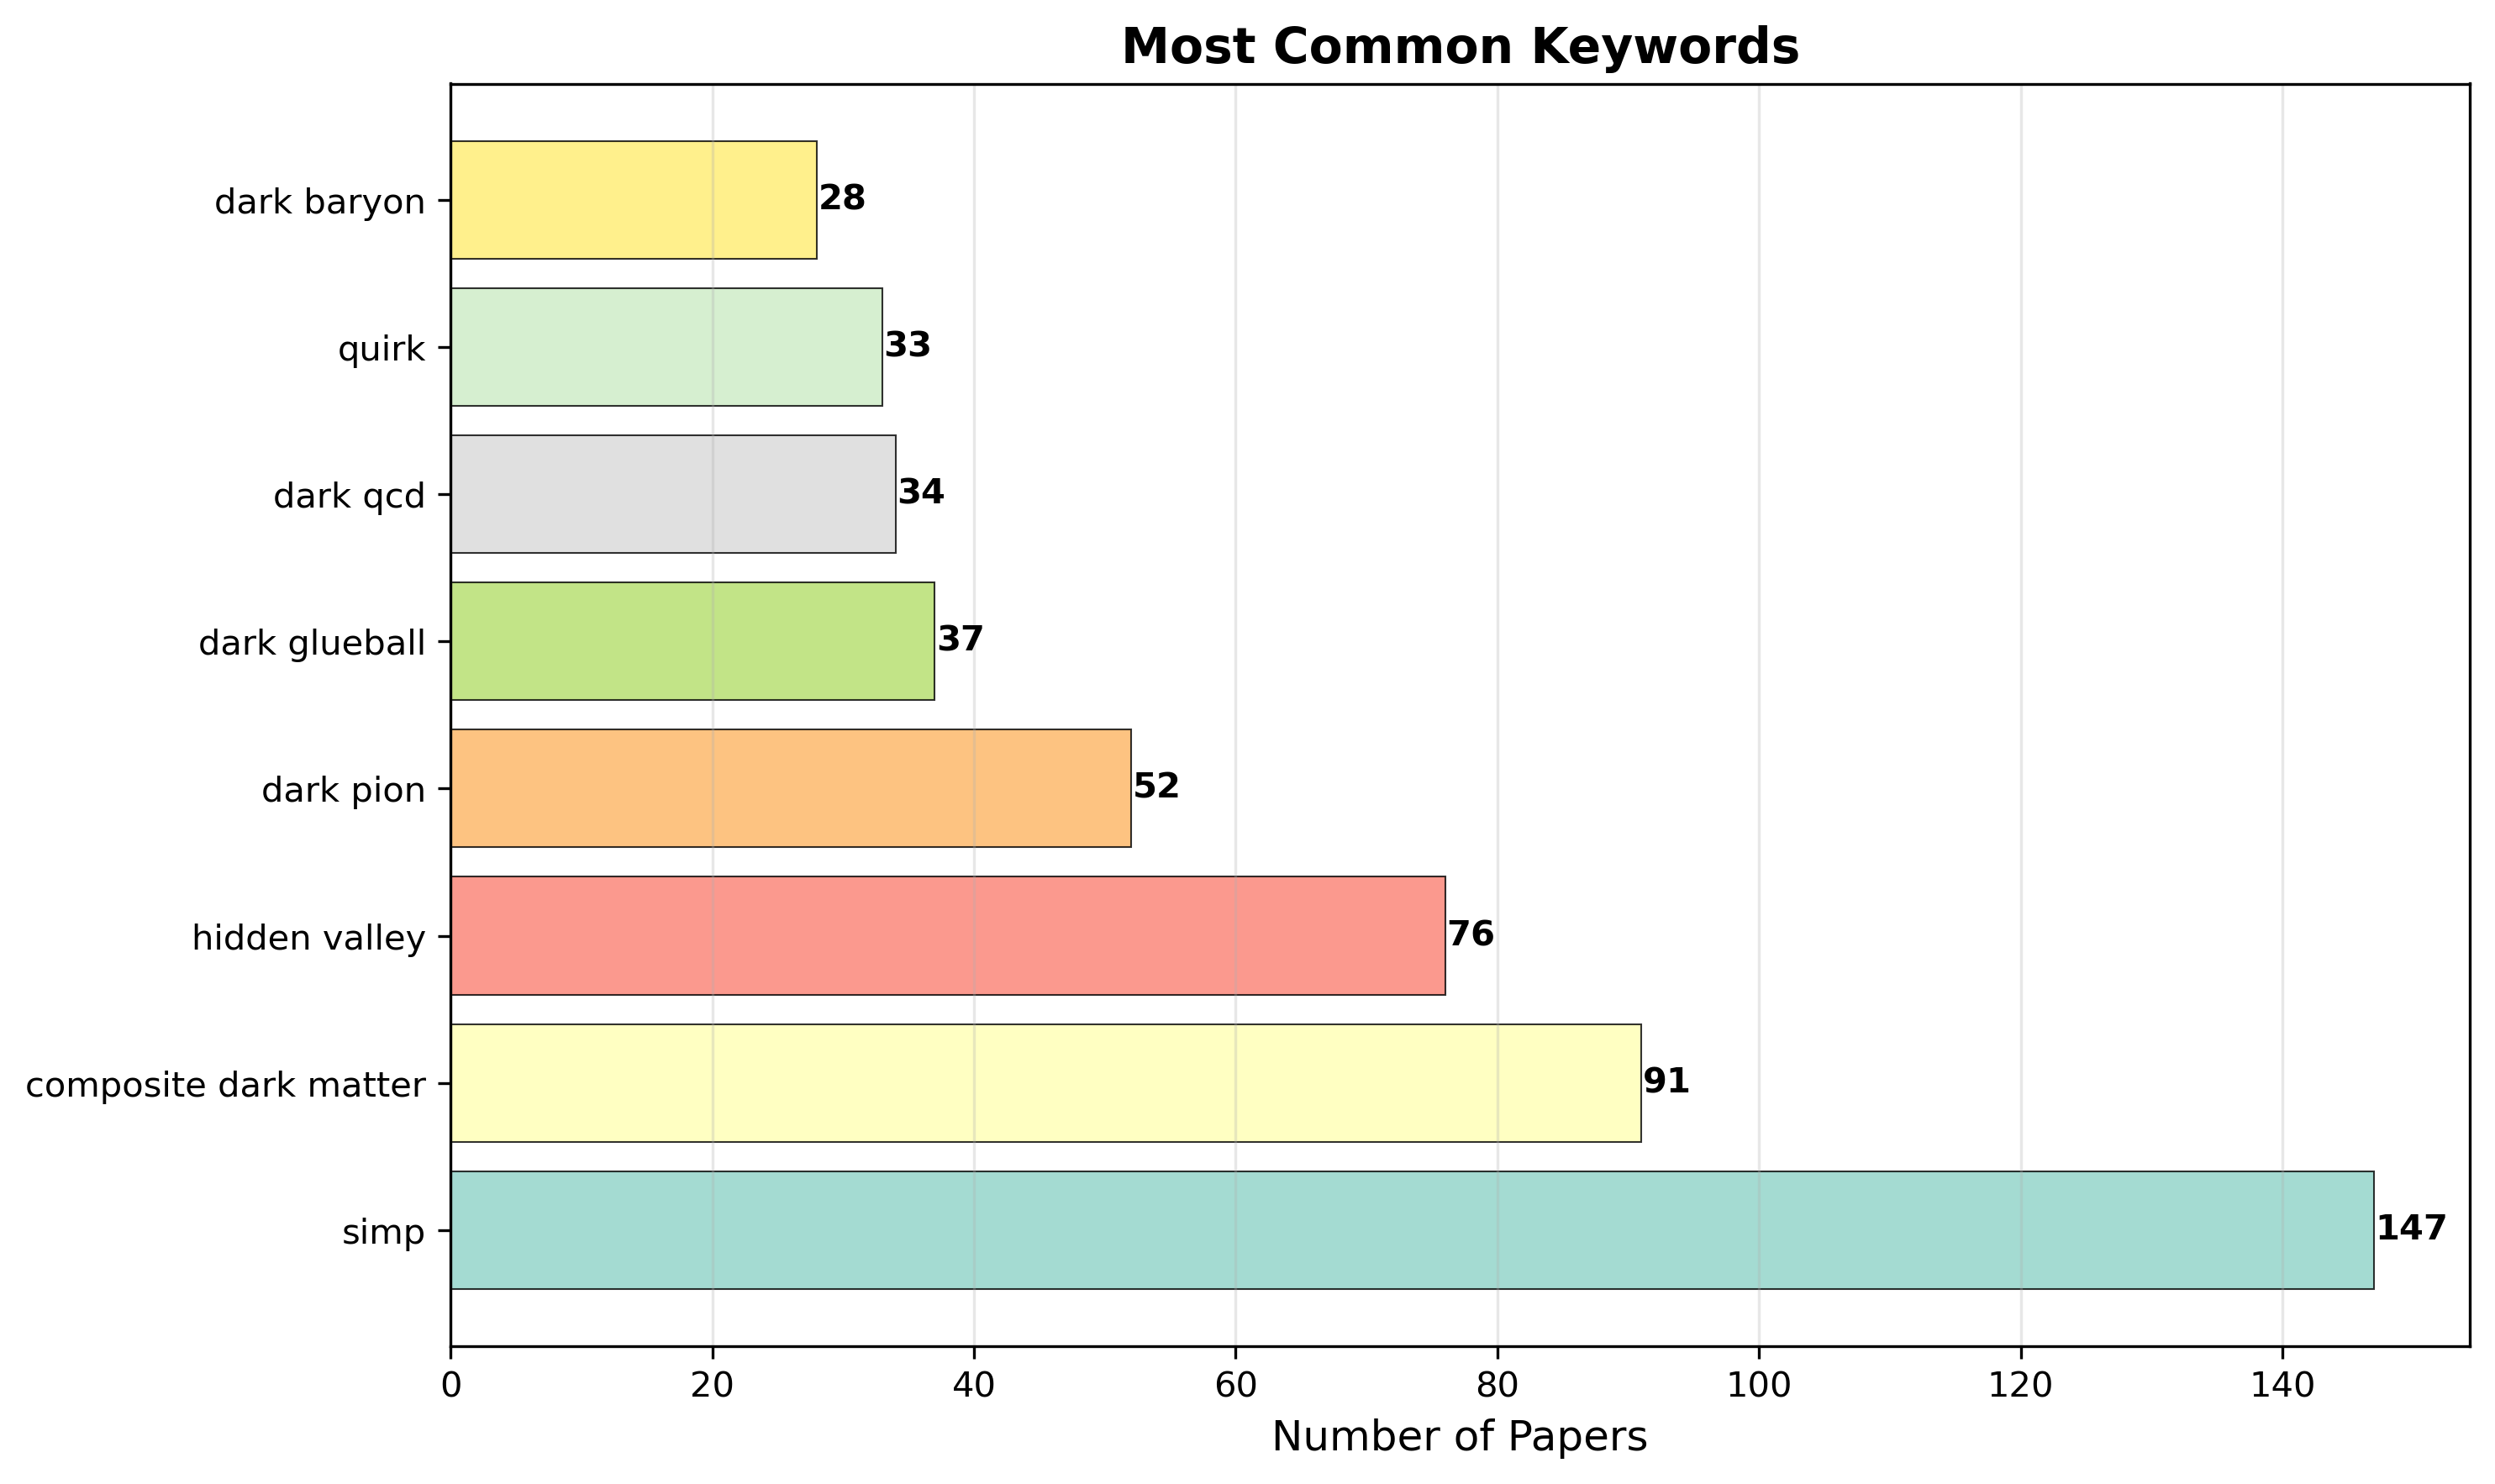 Most Common Keywords
dark baryon 28
quirk 33
dark qcd 34
dark glueball 37
dark pion 52
hidden valley 76
composite dark matter 91
simp 147
0 20 40 60 80 100 120 140
Number of Papers